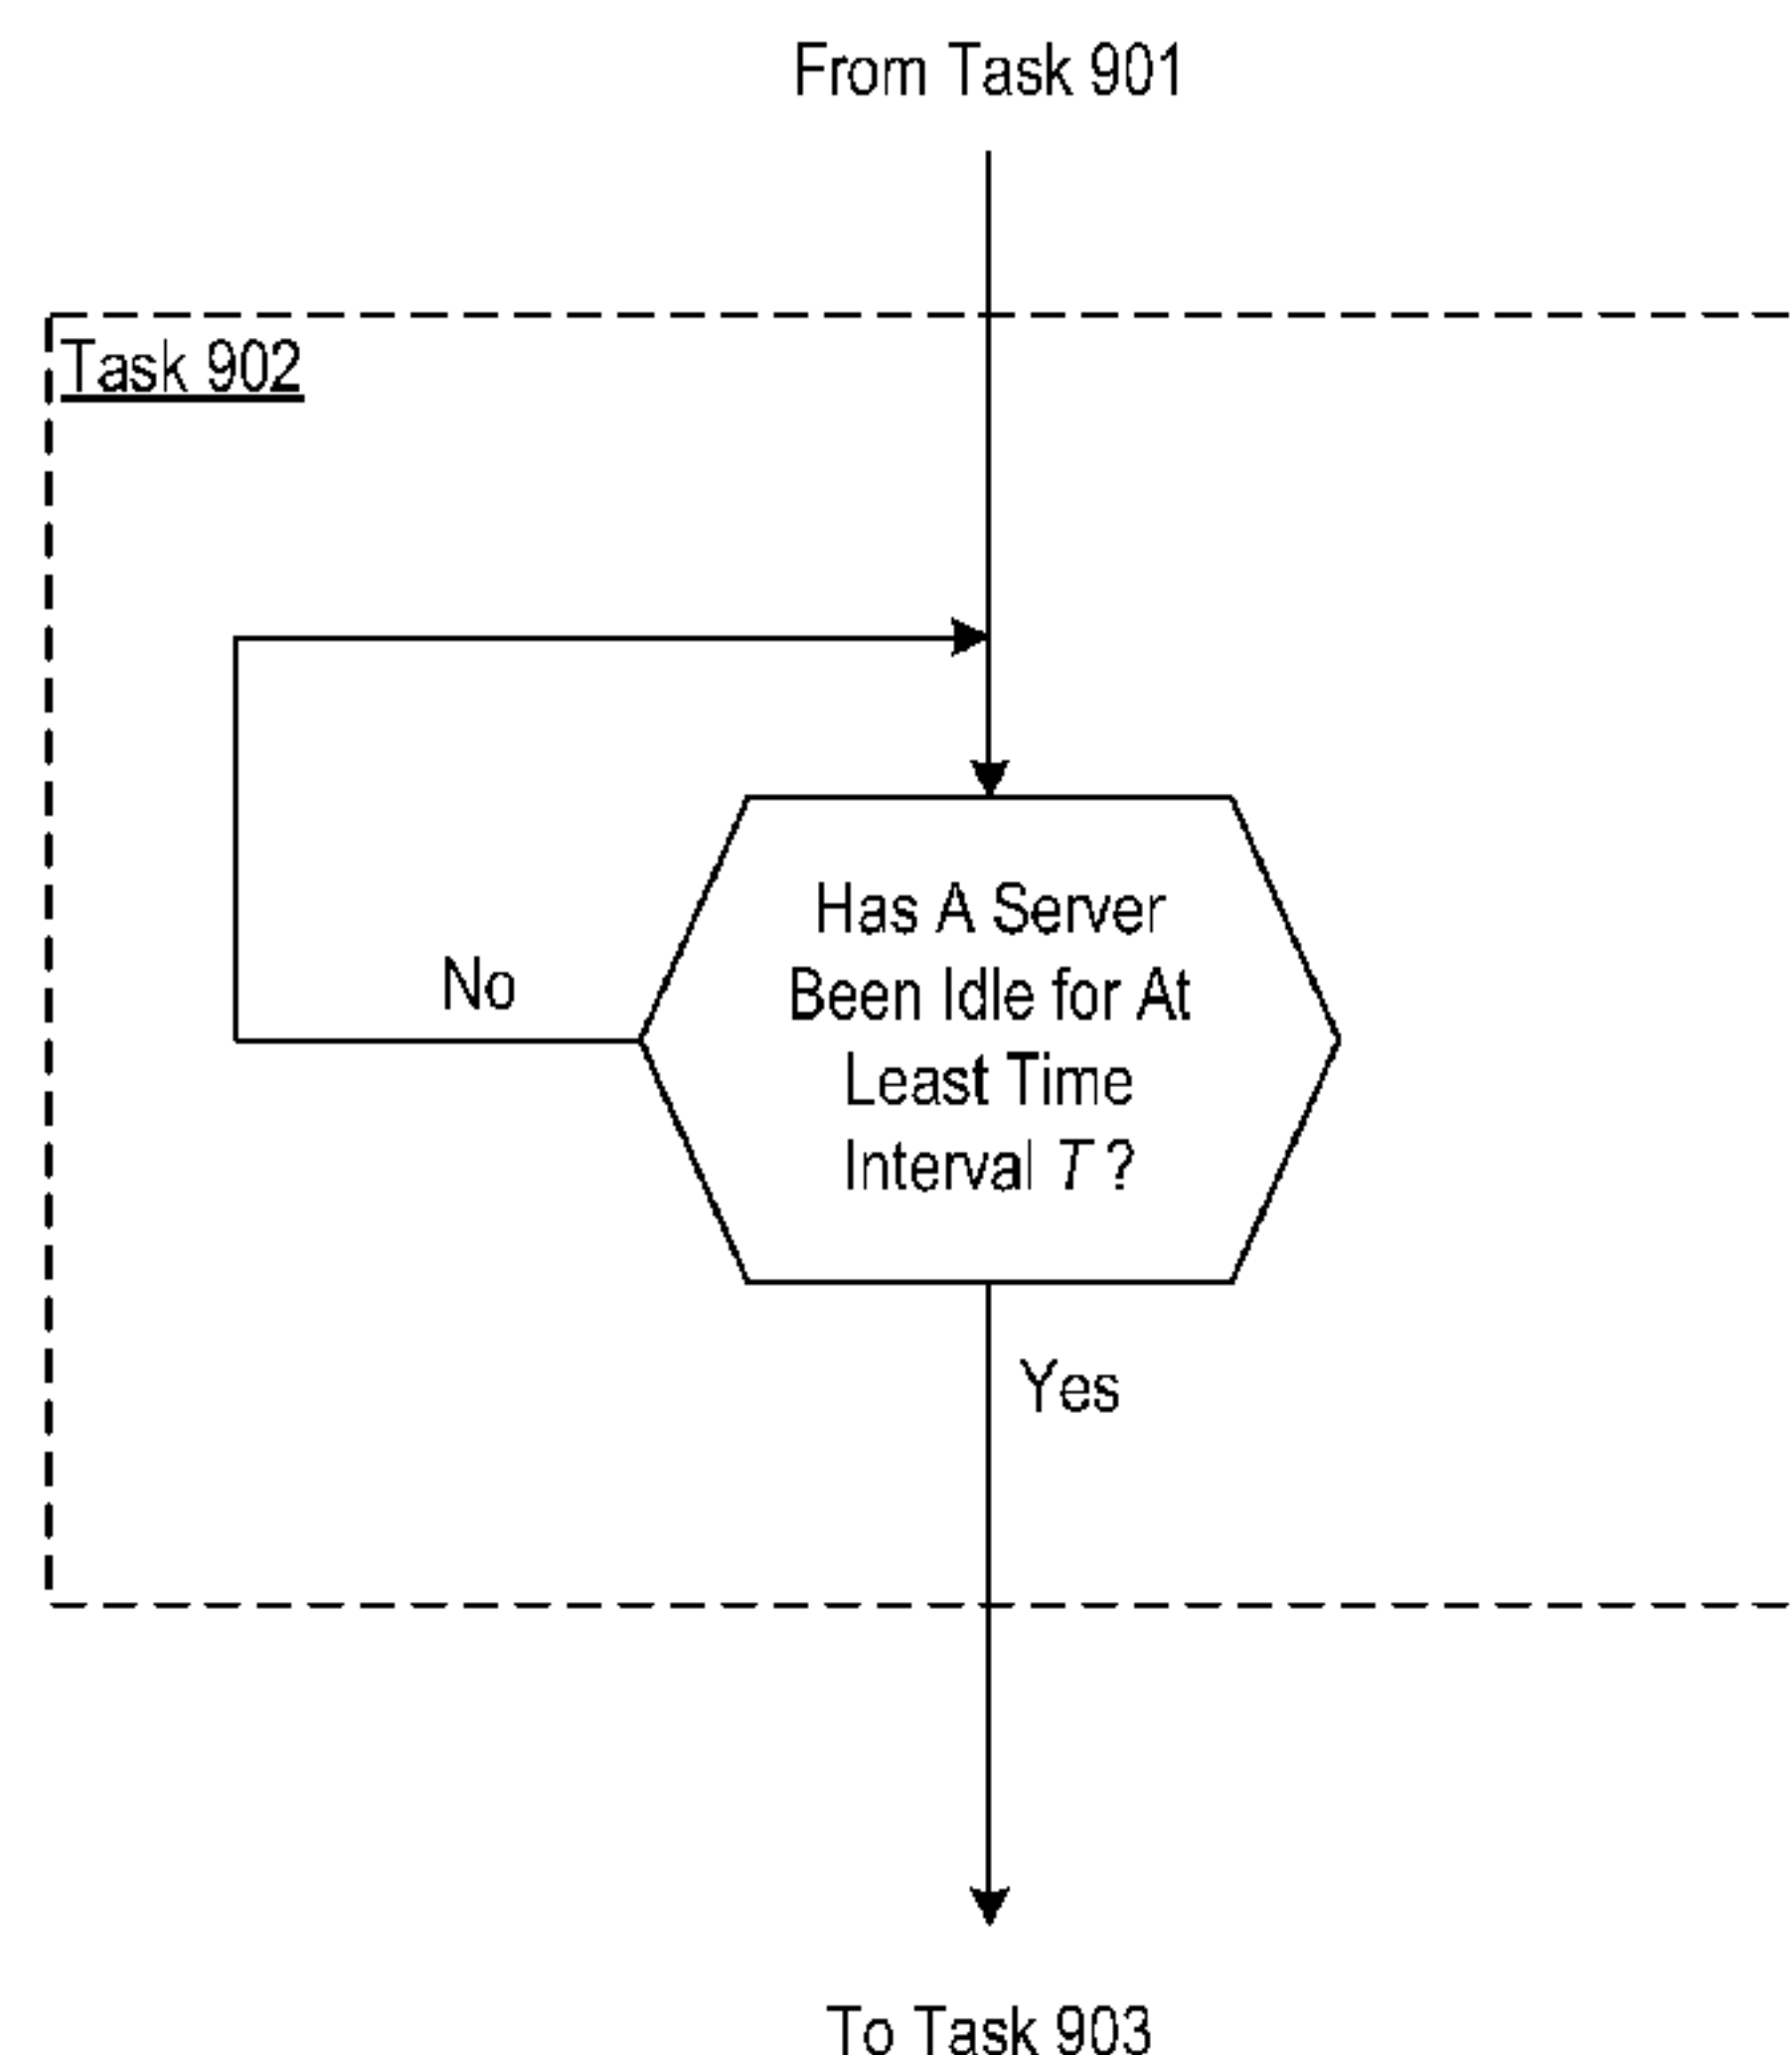 From Task 901
Task 902
Has A Server
Been Idle for At
Least Time
Interval T ?
No
Yes
To Task 903